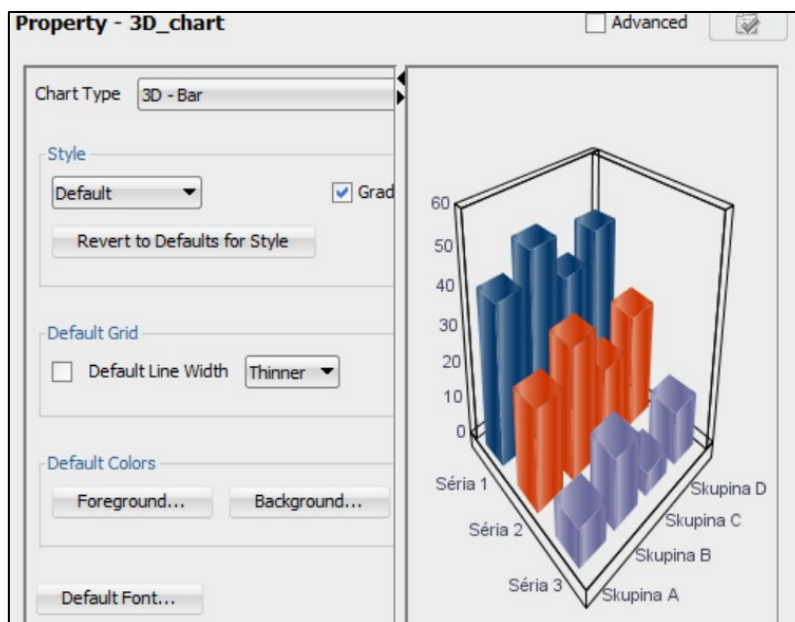 Property - 3D_chart
Advanced
Chart Type 3D - Bar
Style
Default Grad
Revert to Defaults for Style
Default Grid
Default Line Width Thinner
Default Colors
Foreground... Background...
Default Font...
60
50
40
30
20
10
0
Séria 1
Séria 2
Séria 3
Skupina D
Skupina C
Skupina B
Skupina A